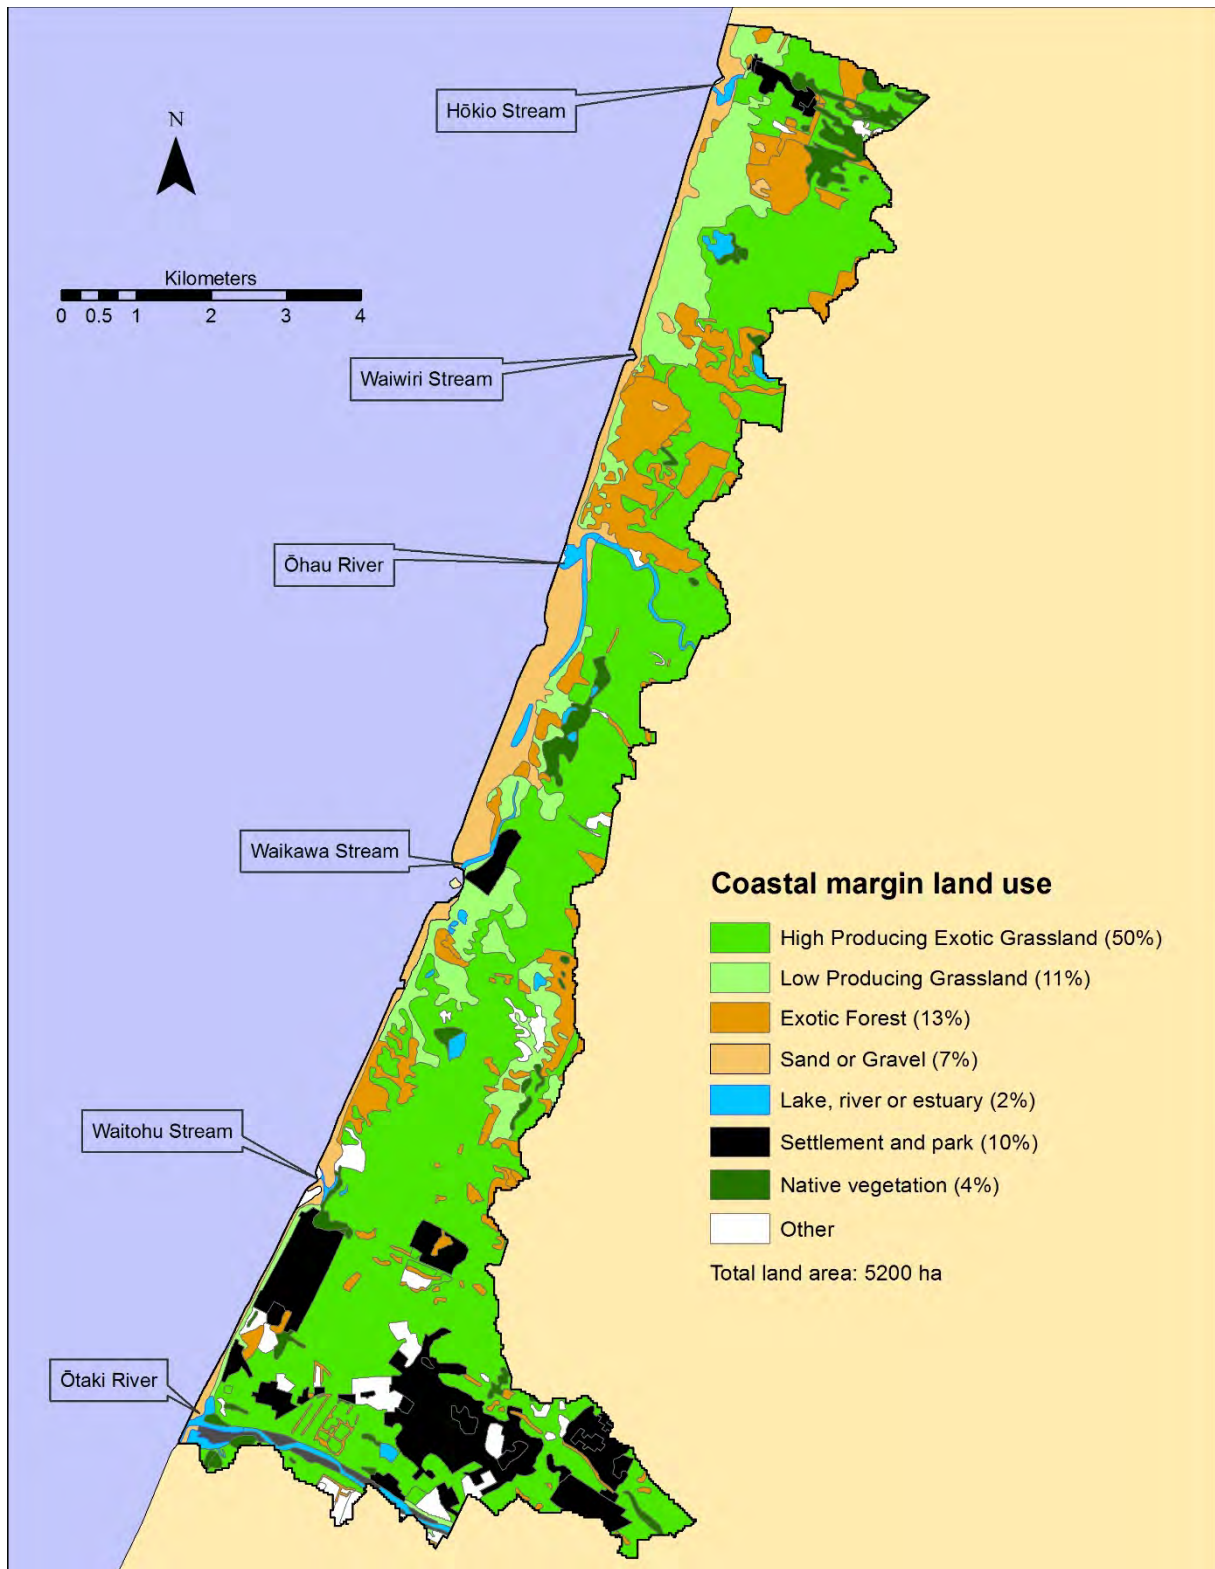 Hōkio Stream
N
Kilometers
0 0.5 1 2 3 4
Waiwiri Stream
Ōhau River
Waikawa Stream
Coastal margin land use
High Producing Exotic Grassland (50%)
Low Producing Grassland (11%)
Exotic Forest (13%)
Sand or Gravel (7%)
Lake, river or estuary (2%)
Settlement and park (10%)
Native vegetation (4%)
Other
Total land area: 5200 ha
Waitohu Stream
Ōtaki River